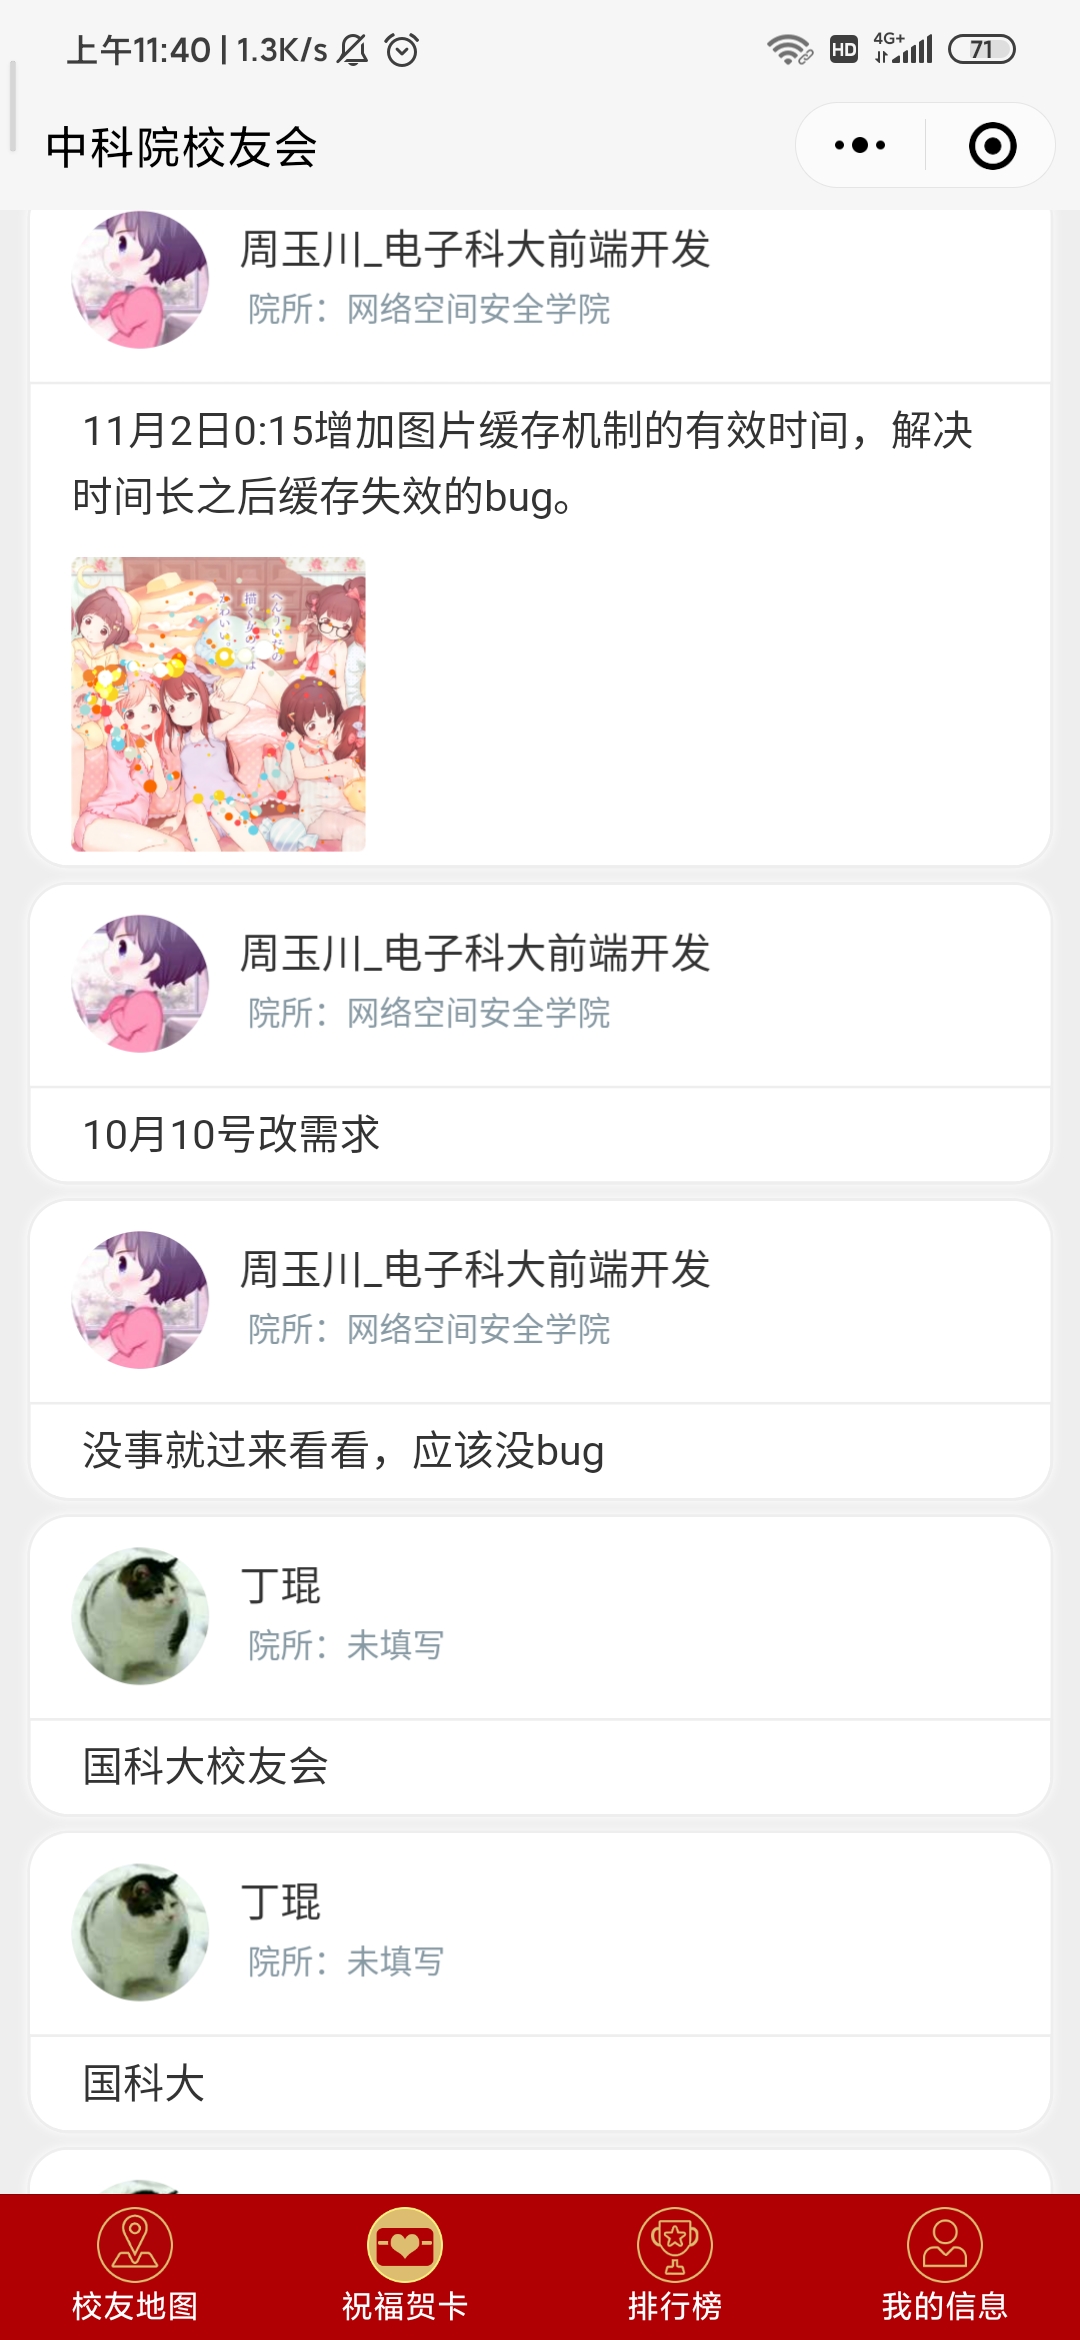 上午11:40 | 1.3K/s
HD
4G+
71
中科院校友会
周玉川_电子科大前端开发
院所：网络空间安全学院
11月2日0:15增加图片缓存机制的有效时间，解决
时间长之后缓存失效的bug。
周玉川_电子科大前端开发
院所：网络空间安全学院
10月10号改需求
周玉川_电子科大前端开发
院所：网络空间安全学院
没事就过来看看，应该没bug
丁琨
院所：未填写
国科大校友会
丁琨
院所：未填写
国科大
校友地图
祝福贺卡
排行榜
我的信息